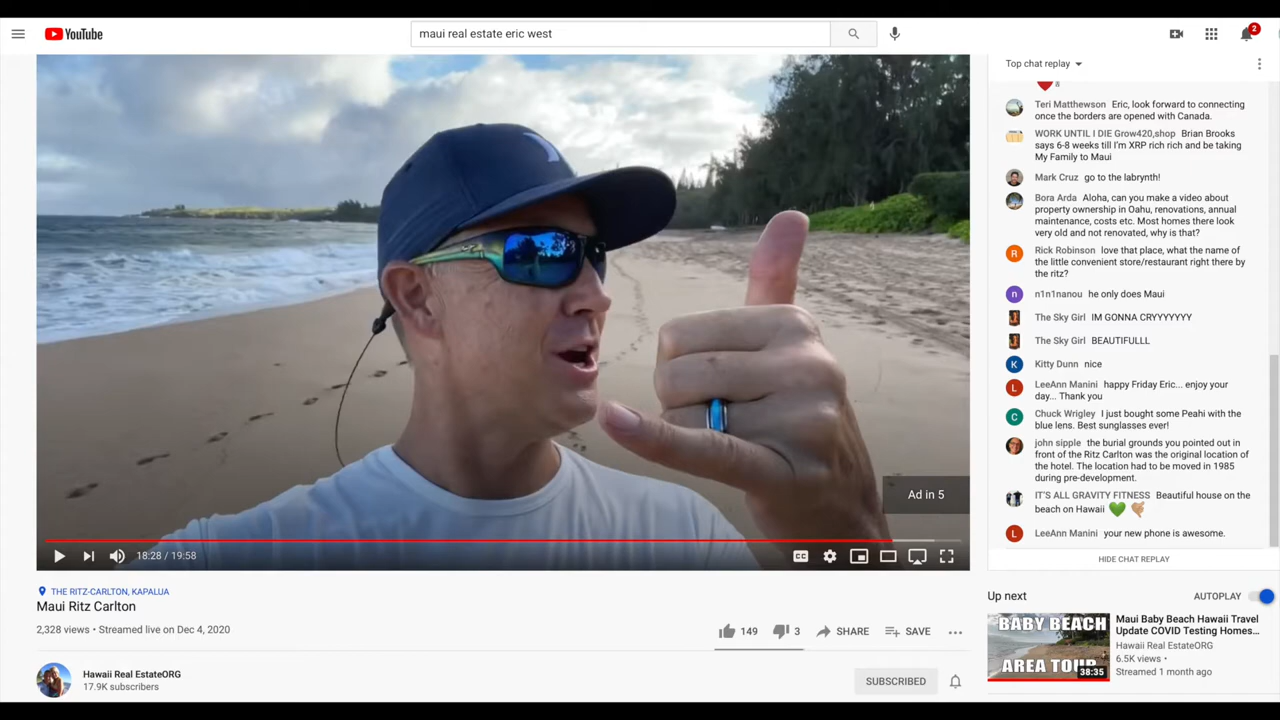 YouTube
maui real estate eric west
2
Ad in 5
18:28 / 19:58
CC
THE RITZ-CARLTON, KAPALUA
Maui Ritz Carlton
2,328 views • Streamed live on Dec 4, 2020
149
3
SHARE
SAVE
Hawaii Real EstateORG
17.9K subscribers
SUBSCRIBED
Top chat replay
Teri Matthewson Eric, look forward to connecting
once the borders are opened with Canada.
WORK UNTIL I DIE Grow420,shop Brian Brooks
says 6-8 weeks till I'm XRP rich rich and be taking
My Family to Maui
Mark Cruz go to the labrynth!
Bora Arda Aloha, can you make a video about
property ownership in Oahu, renovations, annual
maintenance, costs etc. Most homes there look
very old and not renovated, why is that?
R
Rick Robinson love that place, what the name of
the little convenient store/restaurant right there by
the ritz?
n
n1n1nanou he only does Maui
The Sky Girl IM GONNA CRYYYYYY
The Sky Girl BEAUTIFULLL
K
Kitty Dunn nice
L
LeeAnn Manini happy Friday Eric... enjoy your
day... Thank you
C
Chuck Wrigley I just bought some Peahi with the
blue lens. Best sunglasses ever!
john sipple the burial grounds you pointed out in
front of the Ritz Carlton was the original location of
the hotel. The location had to be moved in 1985
during pre-development.
IT'S ALL GRAVITY FITNESS Beautiful house on the
beach on Hawaii
L
LeeAnn Manini your new phone is awesome.
HIDE CHAT REPLAY
Up next
AUTOPLAY
BABY BEACH
AREA TOUR
38:35
Maui Baby Beach Hawaii Travel
Update COVID Testing Homes...
Hawaii Real EstateORG
6.5K views •
Streamed 1 month ago